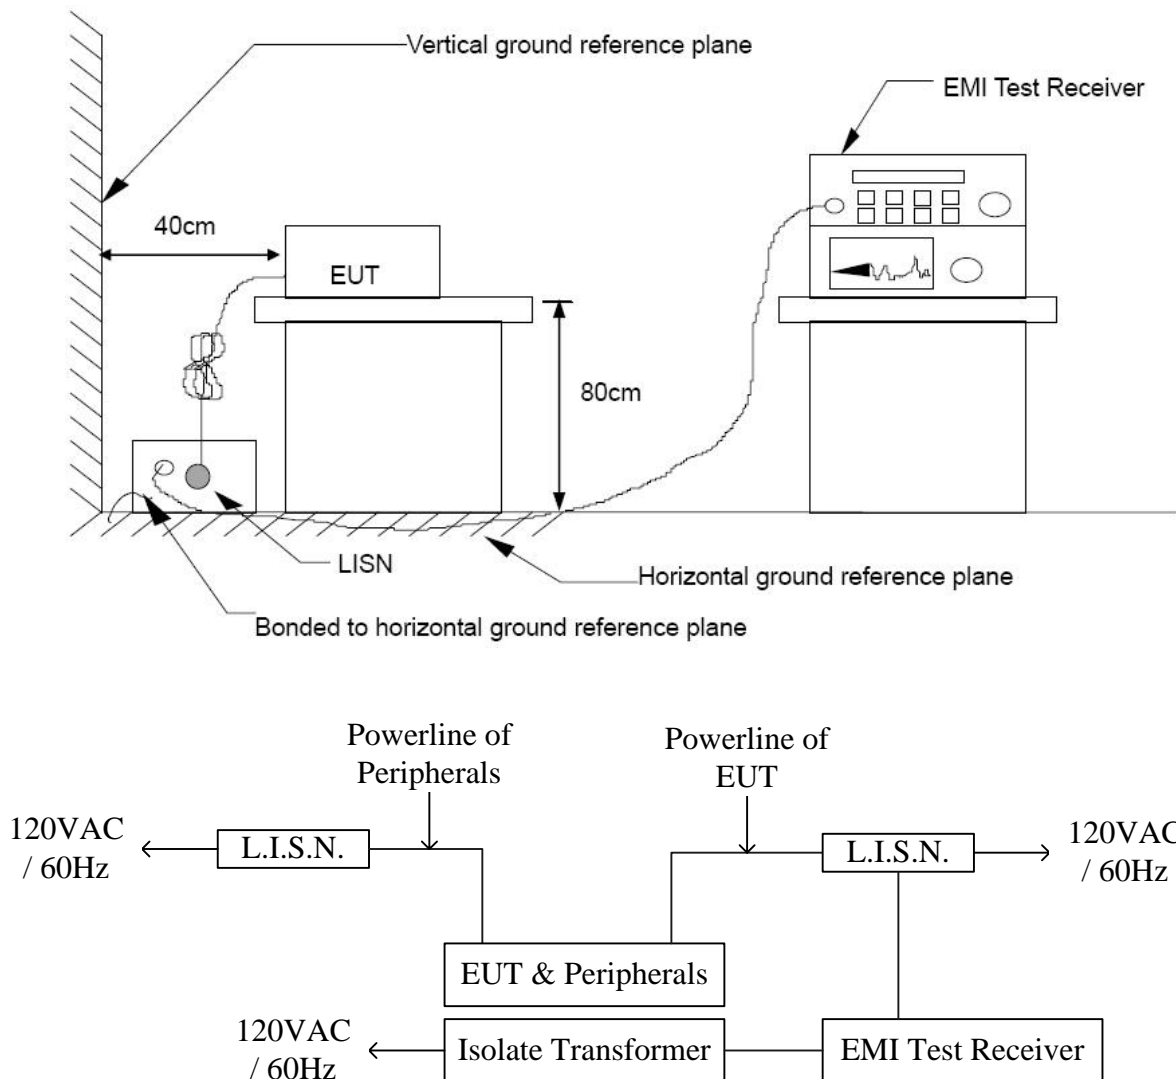 Vertical ground reference plane
EMI Test Receiver
40cm
EUT
80cm
LISN
Horizontal ground reference plane
Bonded to horizontal ground reference plane
Powerline of
Peripherals
Powerline of
EUT
120VAC
/ 60Hz
L.I.S.N.
L.I.S.N.
120VAC
/ 60Hz
EUT & Peripherals
120VAC
/ 60Hz
Isolate Transformer
EMI Test Receiver